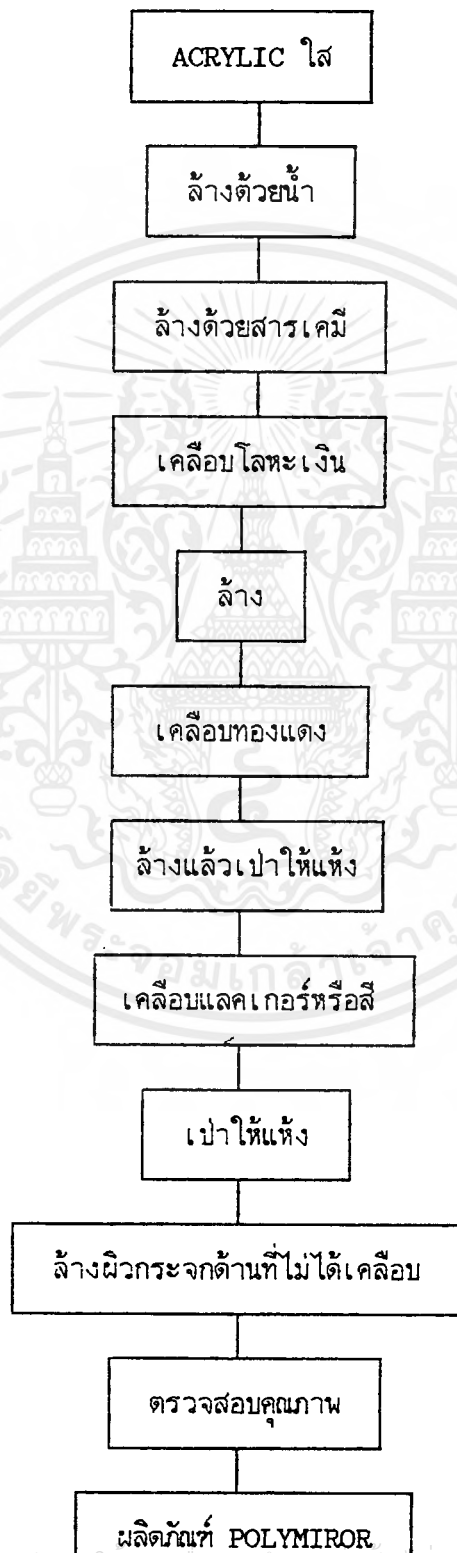 ACRYLIC ใส
ล้างด้วยน้ำ
ล้างด้วยสารเคมี
เคลือบโลหะเงิน
ล้าง
เคลือบทองแดง
ล้างแล้วเป่าให้แห้ง
เคลือบแลคเกอร์หรือสี
เป่าให้แห้ง
ล้างผิวกระจกด้านที่ไม่ได้เคลือบ
ตรวจสอบคุณภาพ
ผลิตภัณฑ์ POLYMIROR